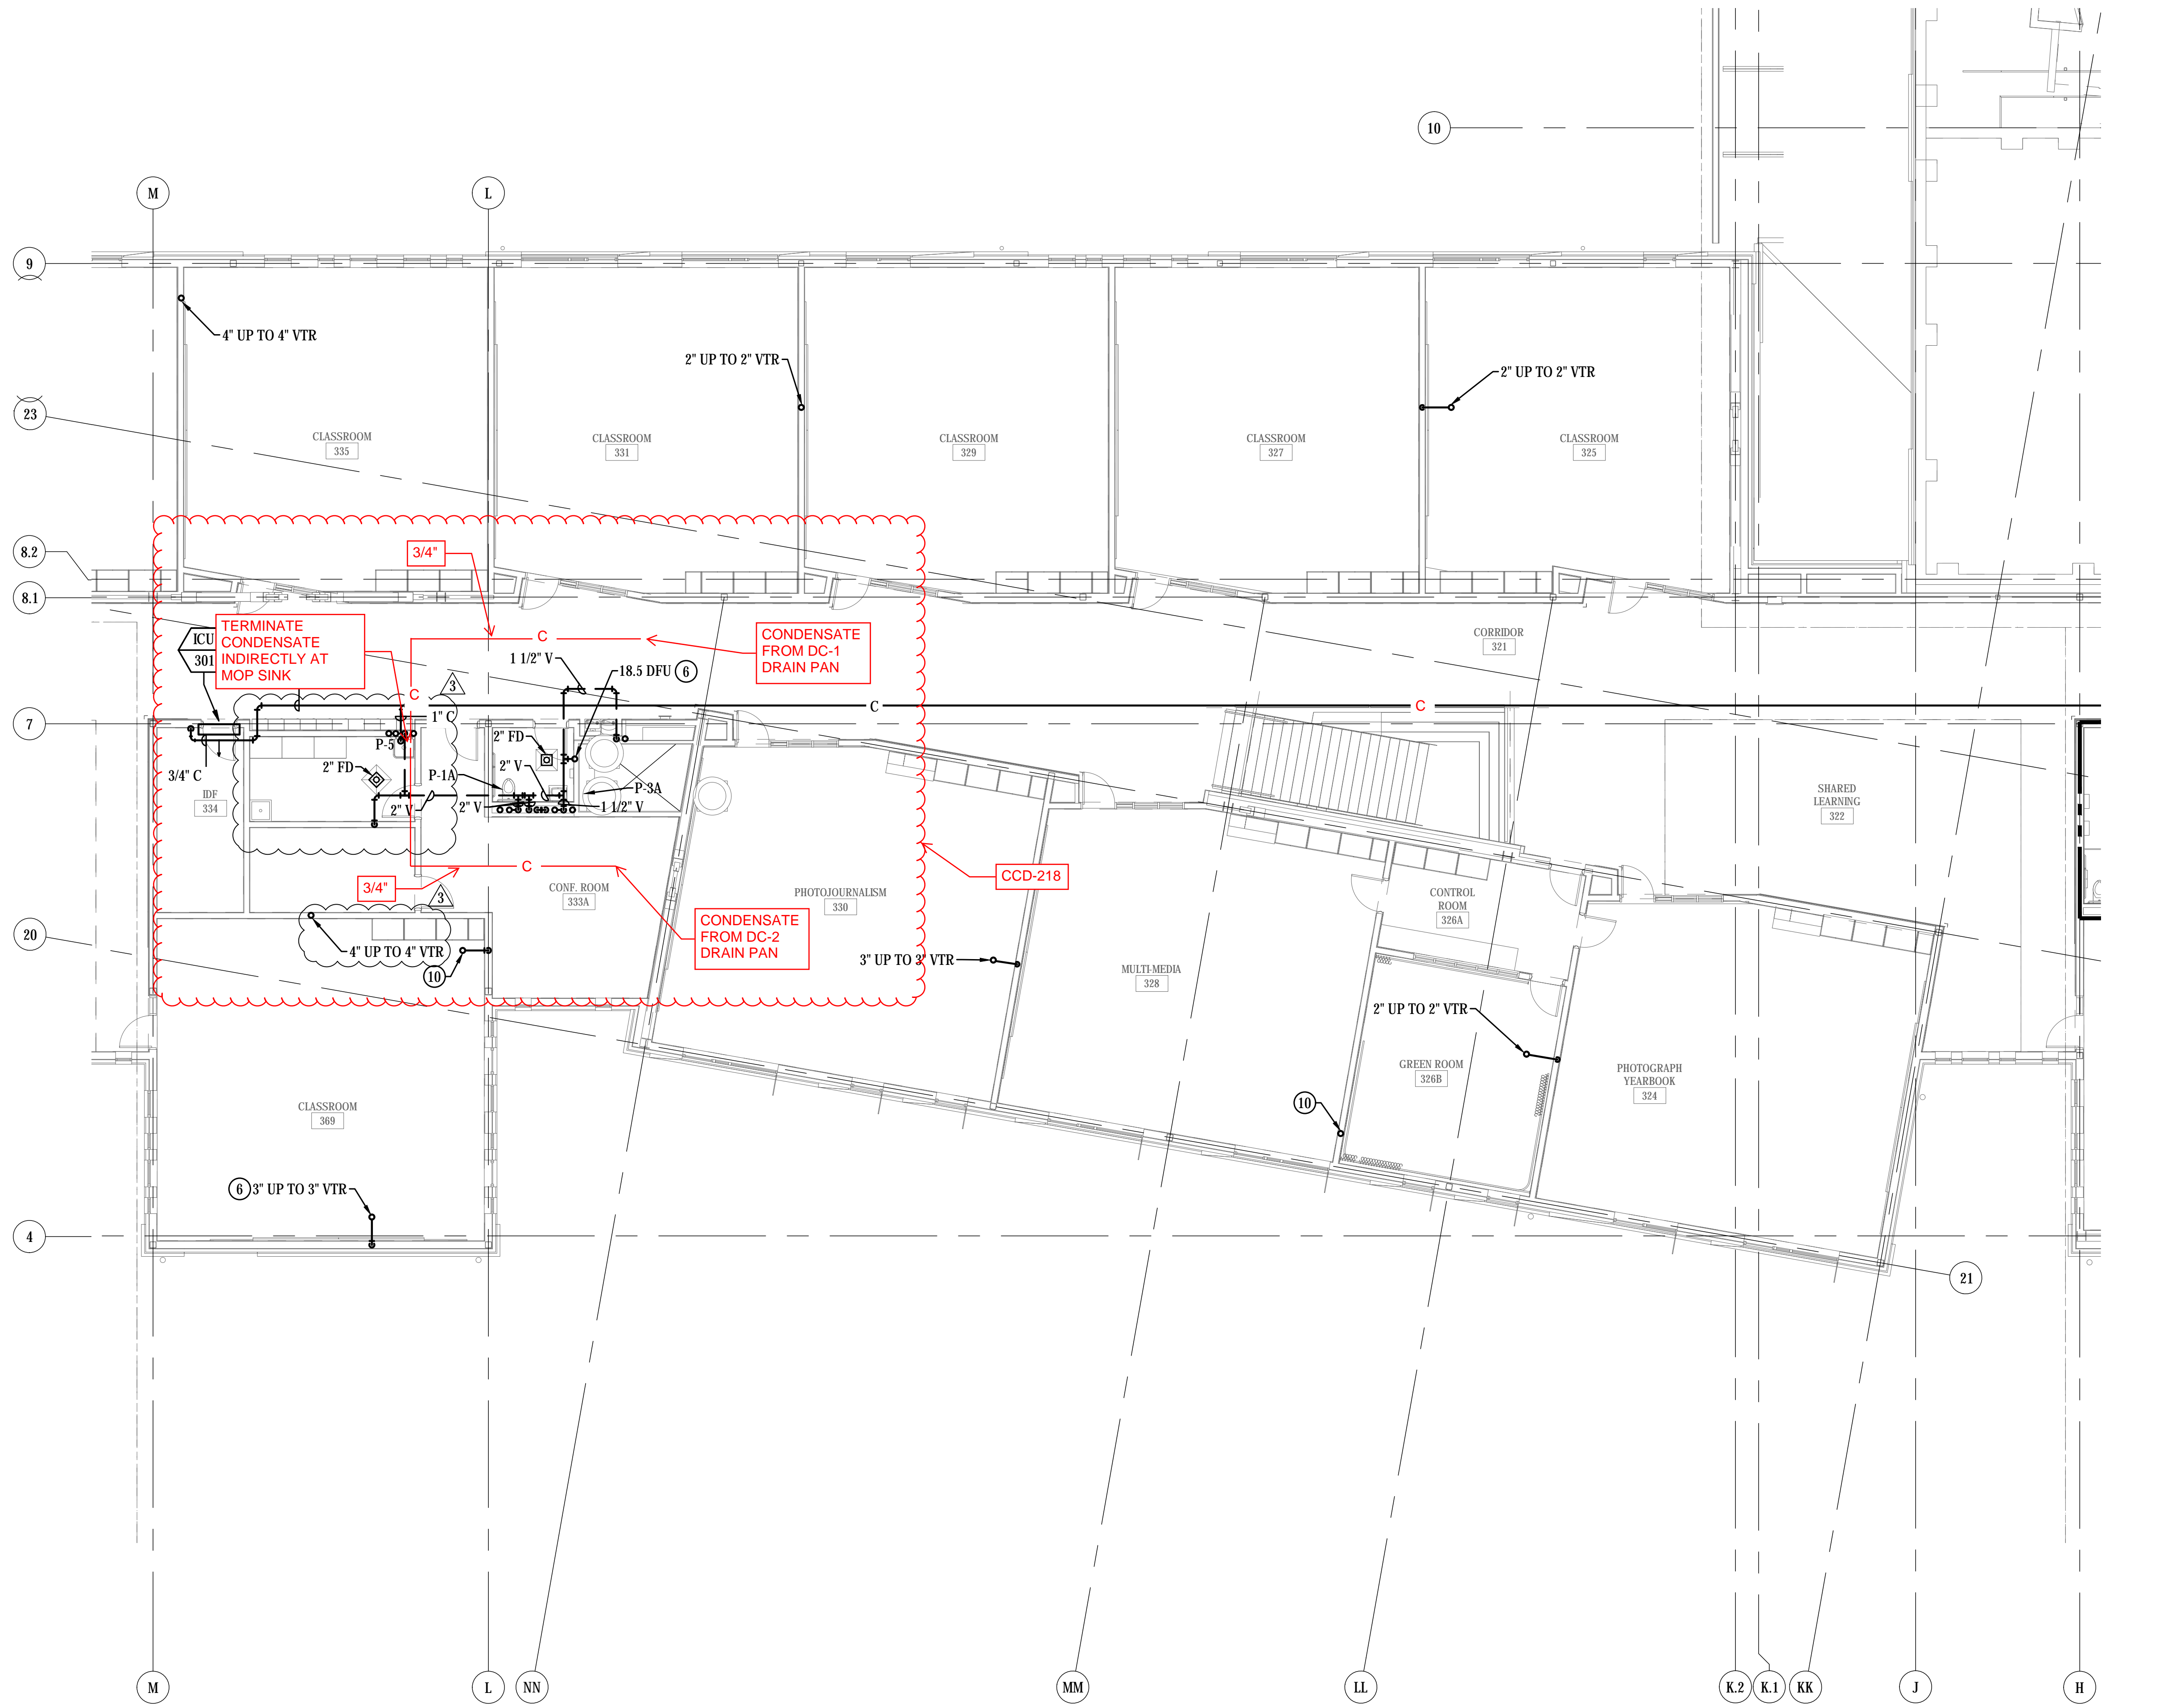 10
M
L
9
4" UP TO 4" VTR
2" UP TO 2" VTR
2" UP TO 2" VTR
23
CLASSROOM
335
CLASSROOM
331
CLASSROOM
329
CLASSROOM
327
CLASSROOM
325
8.2
3/4"
8.1
ICU
301
TERMINATE
CONDENSATE
INDIRECTLY AT
MOP SINK
C
CONDENSATE
FROM DC-1
DRAIN PAN
CORRIDOR
321
1 1/2" V
18.5 DFU 6
3
C
7
1" C
C
C
P-5
2" FD
2" FD
3/4" C
P-1A
2" V
P-3A
IDF
334
2" V
2" V
1 1/2" V
SHARED
LEARNING
322
C
3/4"
3
CONF. ROOM
333A
PHOTOJOURNALISM
330
CCD-218
CONTROL
ROOM
326A
CONDENSATE
FROM DC-2
DRAIN PAN
20
4" UP TO 4" VTR
10
3" UP TO 3" VTR
MULTI-MEDIA
328
2" UP TO 2" VTR
GREEN ROOM
326B
PHOTOGRAPH
YEARBOOK
324
CLASSROOM
369
10
6 3" UP TO 3" VTR
4
21
M
L
NN
MM
LL
K.2
K.1
KK
J
H